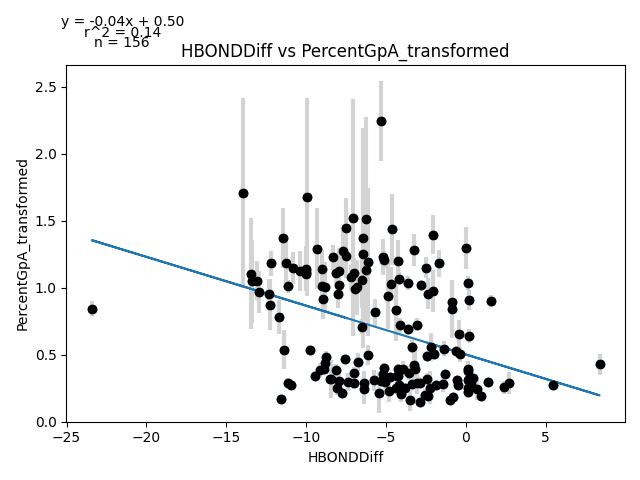 y = -0.04x + 0.50
r^2 = 0.14
n = 156
HBONDDiff vs PercentGpA_transformed
PercentGpA_transformed
2.5
2.0
1.5
1.0
0.5
0.0
−25 −20 −15 −10 −5 0 5
HBONDDiff